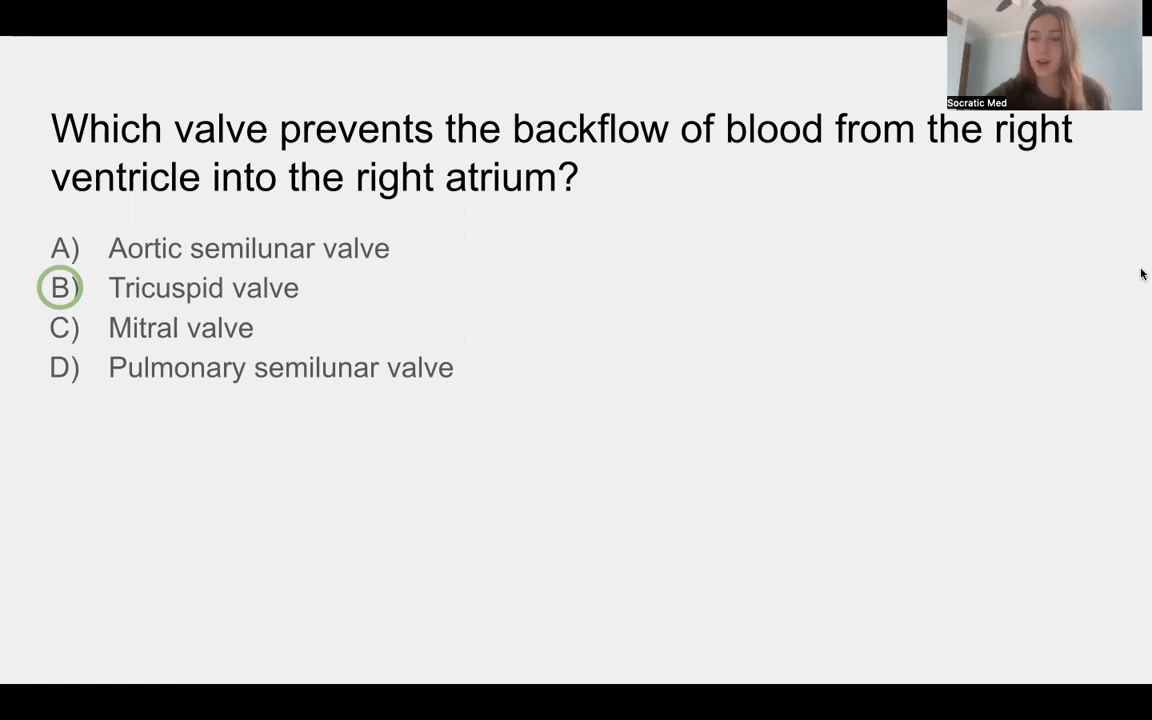 Socratic Med
Which valve prevents the backflow of blood from the right
ventricle into the right atrium?
A) Aortic semilunar valve
B) Tricuspid valve
C) Mitral valve
D) Pulmonary semilunar valve